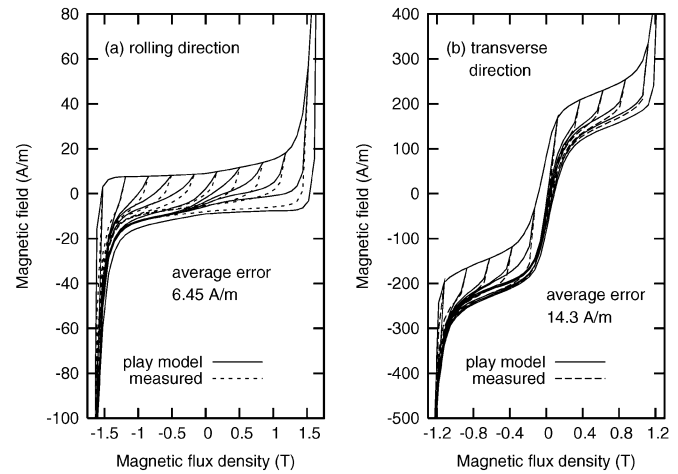 (a) rolling direction
80
60
40
20
0
-20
-40
-60
-80
-100
Magnetic field (A/m)
average error
6.45 A/m
play model
measured
-1.5 -1 -0.5 0 0.5 1 1.5
Magnetic flux density (T)
(b) transverse
direction
400
300
200
100
0
-100
-200
-300
-400
-500
Magnetic field (A/m)
average error
14.3 A/m
play model
measured
-1.2 -0.8 -0.4 0 0.4 0.8 1.2
Magnetic flux density (T)